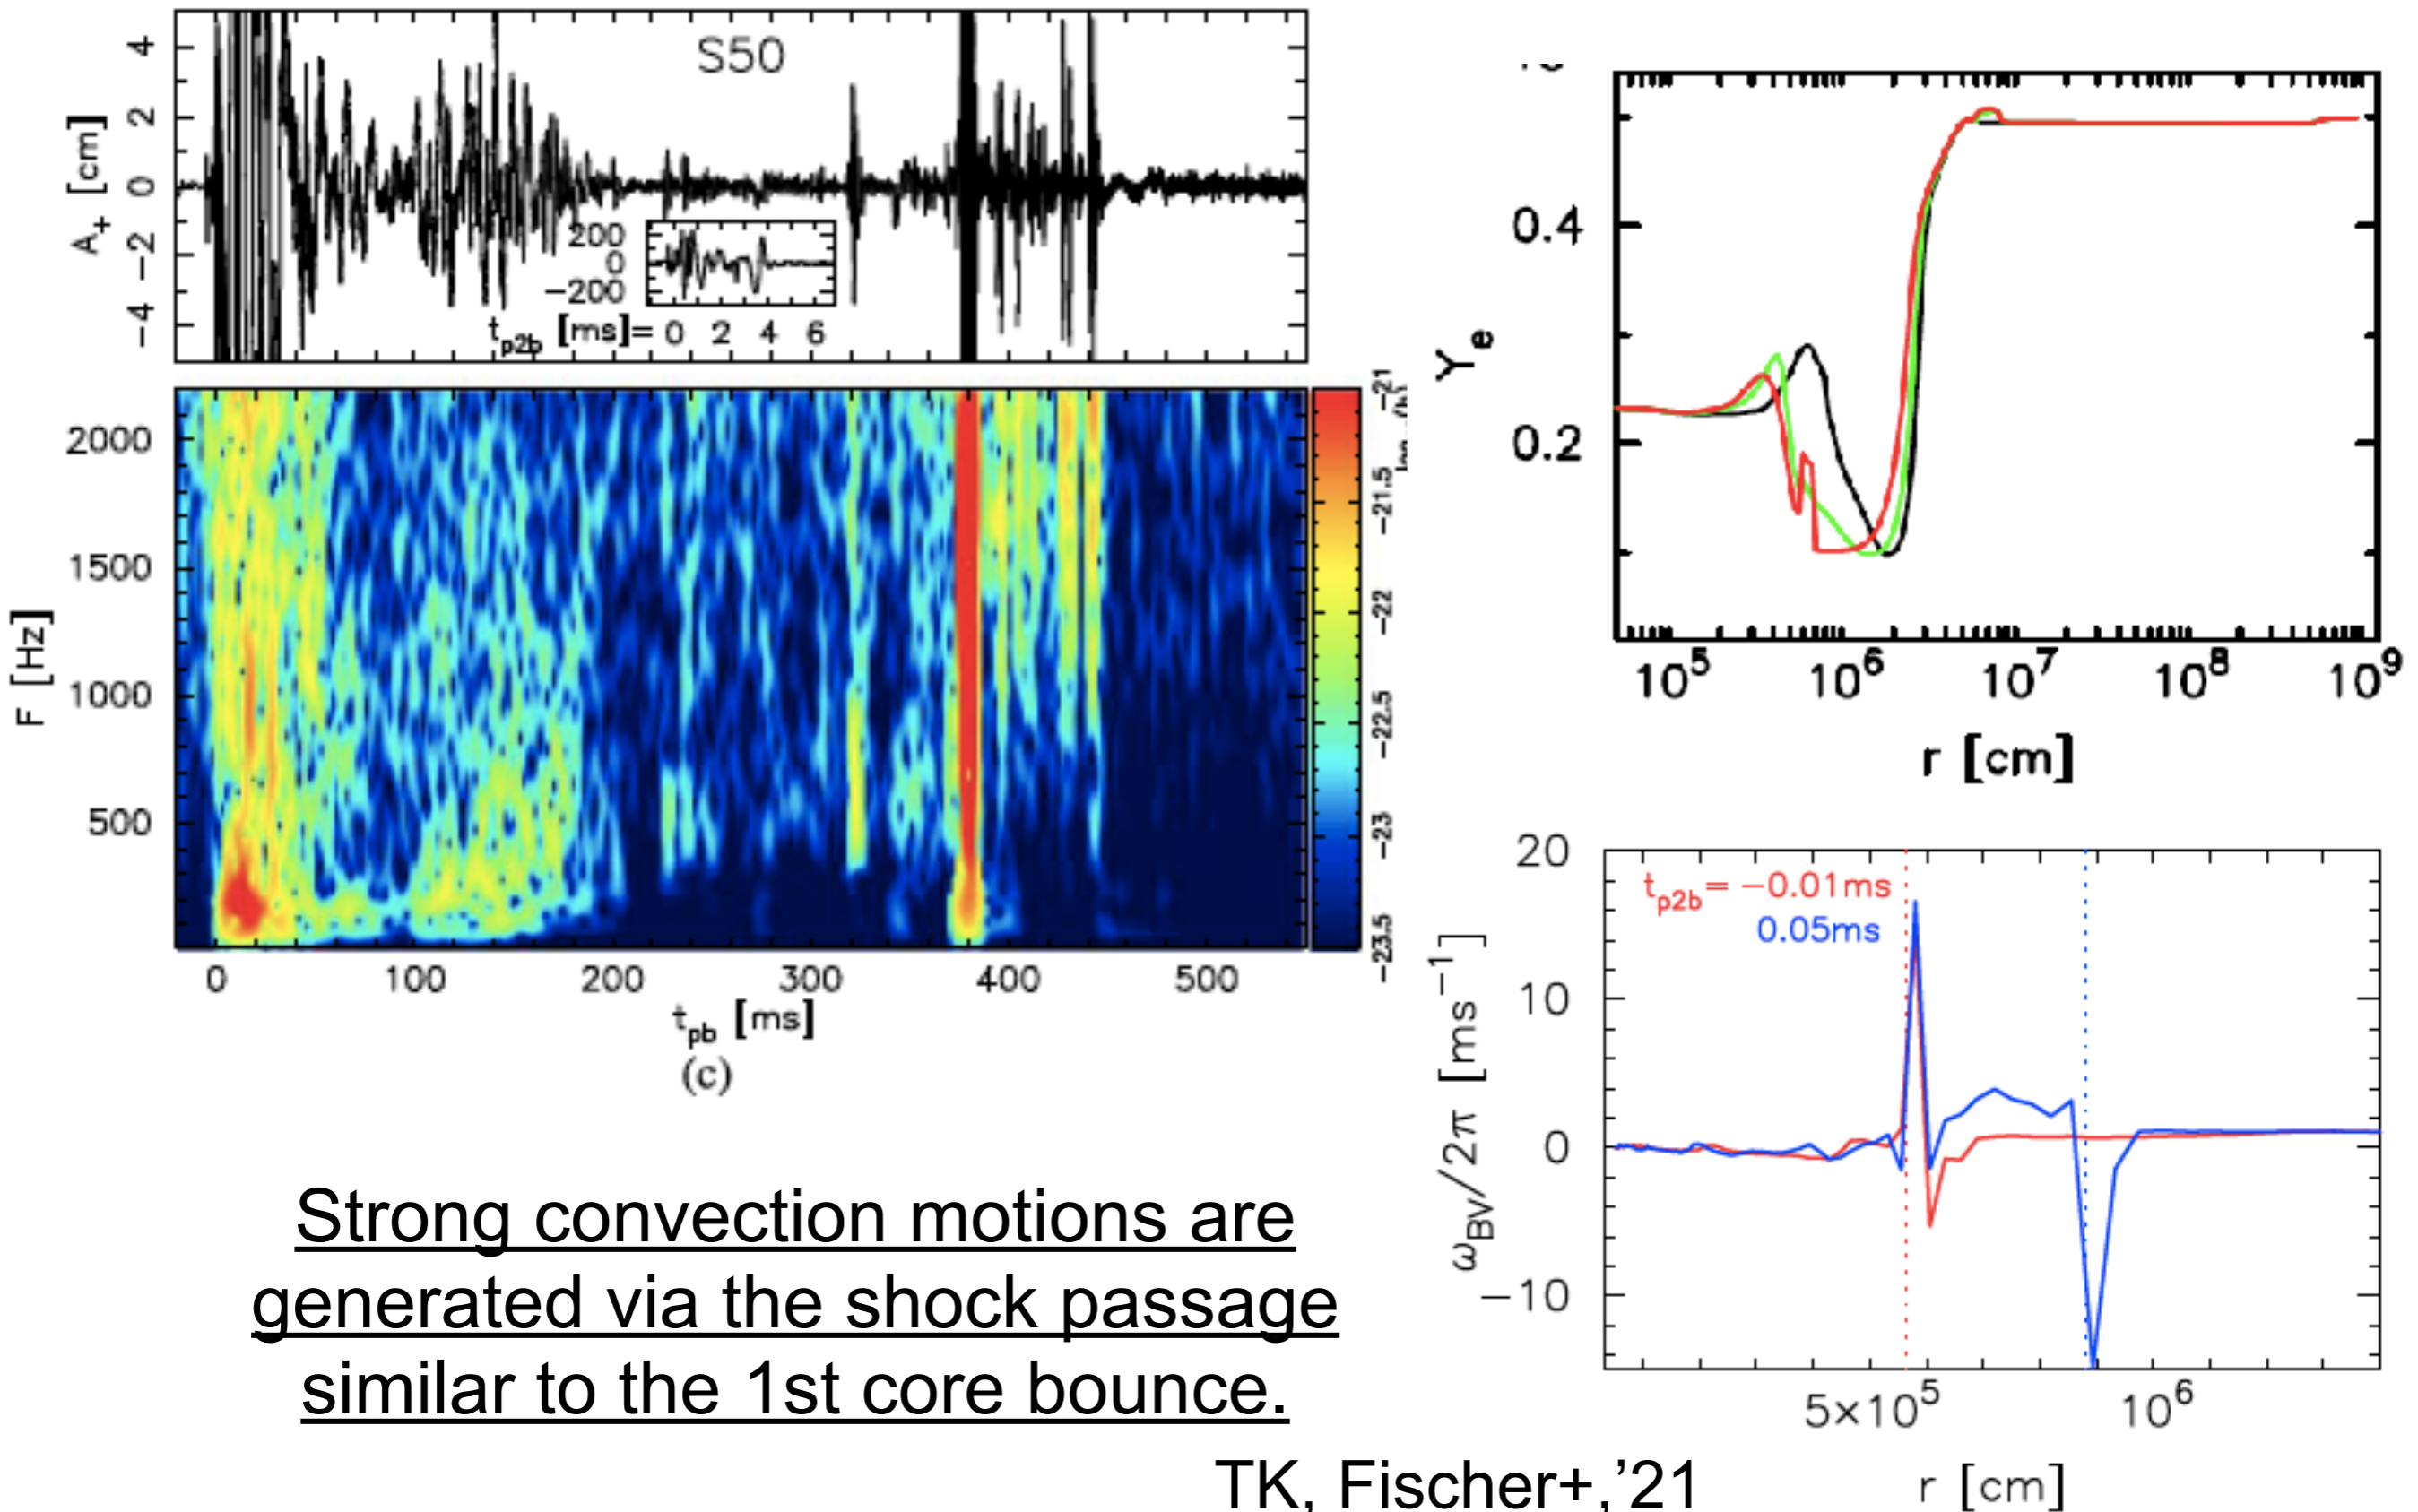 S50
4
2
0
−2
−4
A+ [cm]
200
0
−200
tp2b [ms]= 0 2 4 6
2000
1500
1000
500
F [Hz]
0 100 200 300 400 500
tpb [ms]
(c)
−21
−21.5
−22
−22.5
−23
−23.5
0.4
0.2
Ye
10^5 10^6 10^7 10^8 10^9
r [cm]
20
10
0
−10
tp2b= −0.01ms
0.05ms
ωBV/2π [ms−1]
5×10^5 10^6
r [cm]
Strong convection motions are
generated via the shock passage
similar to the 1st core bounce.
TK, Fischer+,’21